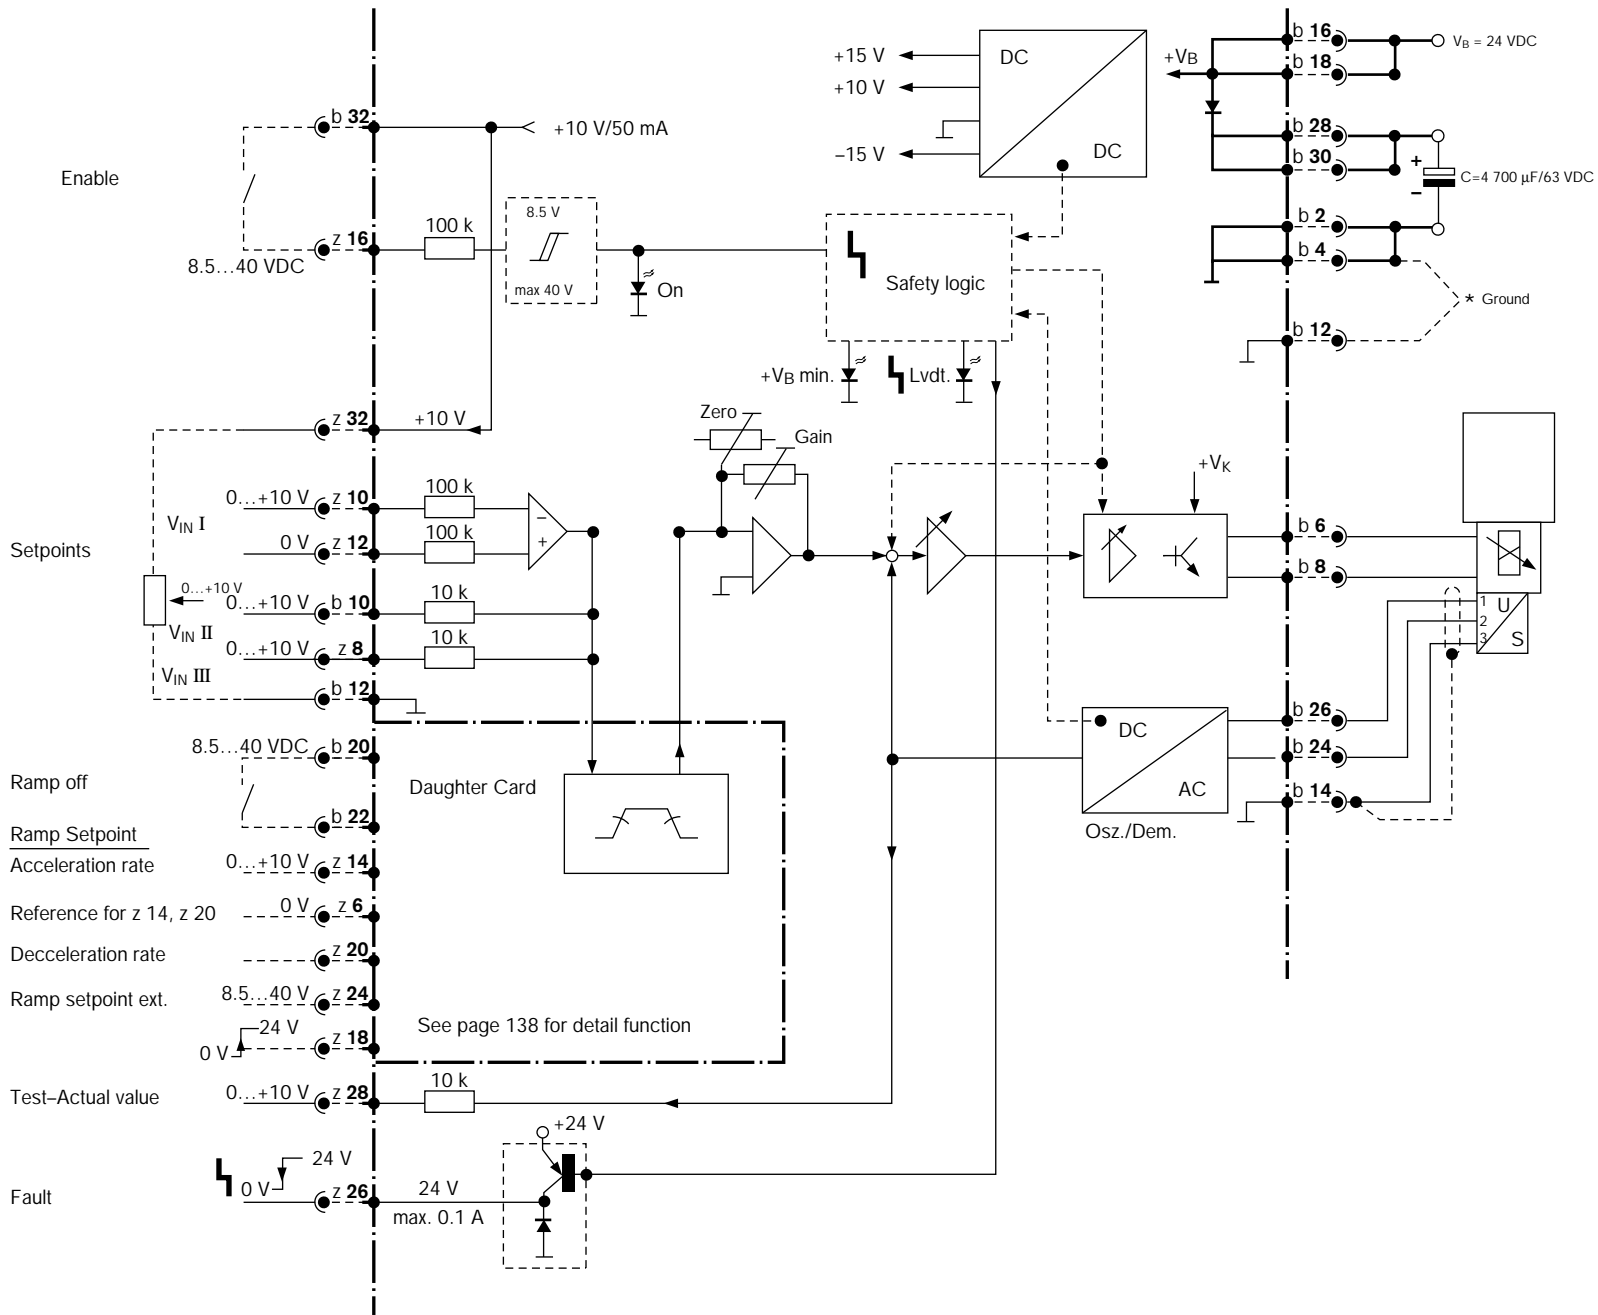 b 16
VB = 24 VDC
+VB
b 18
+15 V
DC
+10 V
–15 V
DC
b 32
+10 V/50 mA
Enable
b 28
b 30
+
–
C=4 700 µF/63 VDC
z 16
8.5...40 VDC
100 k
8.5 V
max 40 V
On
Safety logic
b 2
b 4
* Ground
b 12
+VB min.
Lvdt.
z 32
+10 V
Zero
Gain
Setpoints
VIN I
0...+10 V
z 10
100 k
–
+
0 V
z 12
100 k
0...+10 V
0...+10 V
b 10
10 k
VIN II
0...+10 V
z 8
10 k
VIN III
b 12
+VK
b 6
b 8
1
2
3
U
S
b 26
b 24
b 14
DC
AC
Osz./Dem.
8.5...40 VDC
b 20
Ramp off
b 22
Daughter Card
Ramp Setpoint
Acceleration rate
0...+10 V
z 14
Reference for z 14, z 20
0 V
z 6
Decceleration rate
z 20
Ramp setpoint ext.
8.5...40 V
z 24
24 V
0 V
z 18
See page 138 for detail function
Test–Actual value
0...+10 V
z 28
10 k
+24 V
Fault
24 V
0 V
z 26
24 V
max. 0.1 A